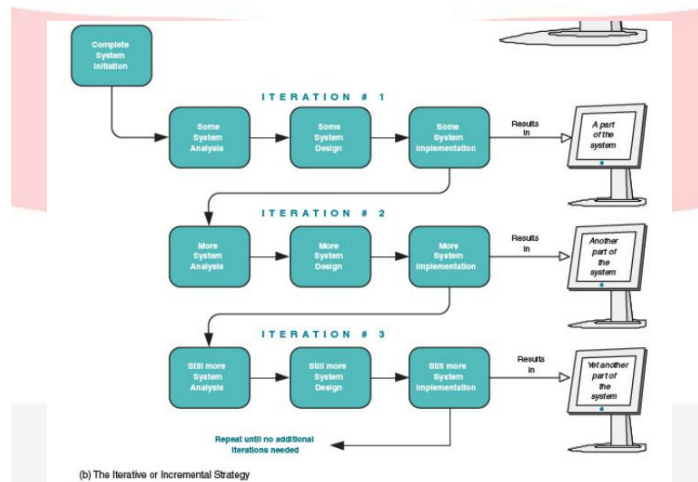 Complete
System
Initiation
ITERATION # 1
Some
System
Analysis
Some
System
Design
Some
System
Implementation
Results
in
A part
of the
system
ITERATION # 2
More
System
Analysis
More
System
Design
More
System
Implementation
Results
in
Another
part of
the
system
ITERATION # 3
Still more
System
Analysis
Still more
System
Design
Still more
System
Implementation
Results
in
Yet another
part of
the
system
Repeat until no additional
iterations needed
(b) The Iterative or Incremental Strategy